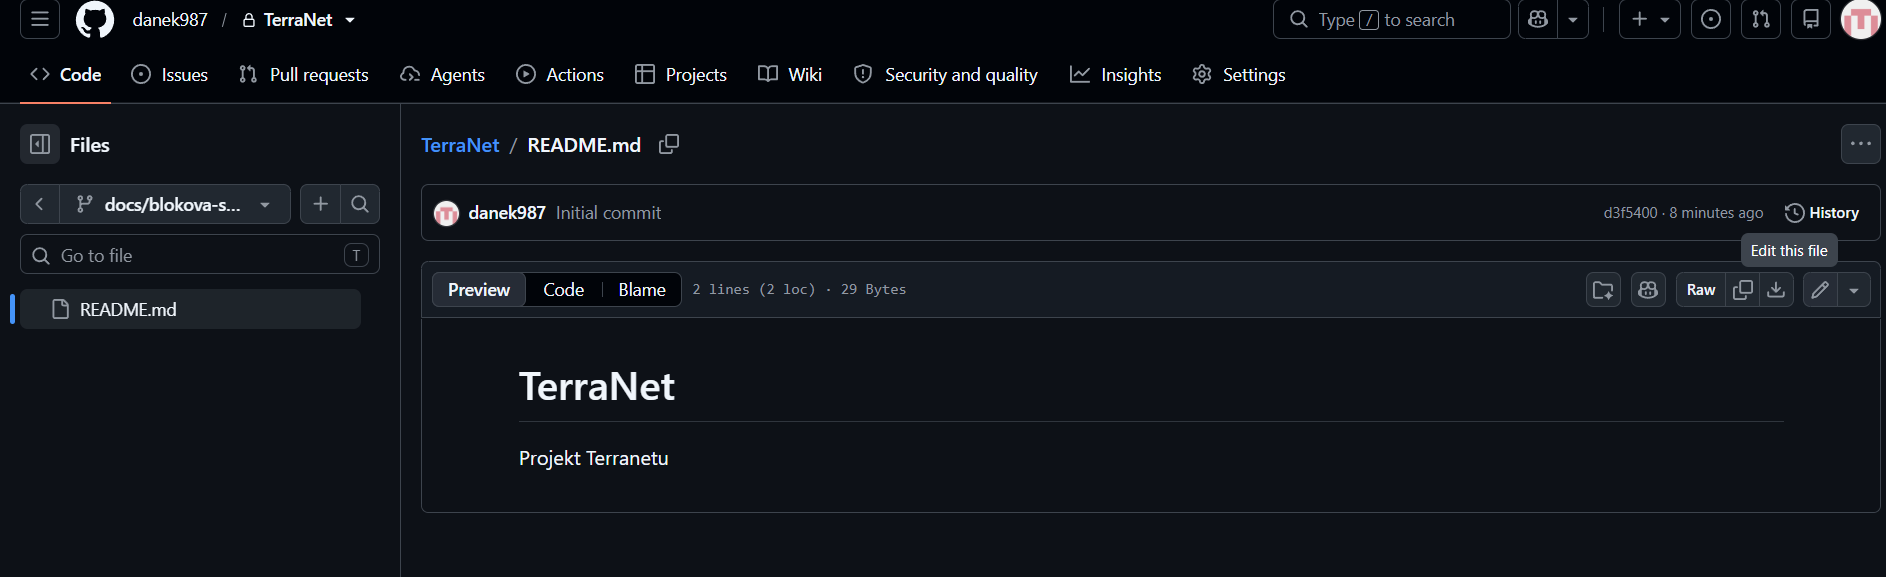 danek987 / TerraNet
Type / to search
Code
Issues
Pull requests
Agents
Actions
Projects
Wiki
Security and quality
Insights
Settings
Files
docs/blokova-s...
Go to file
T
README.md
TerraNet / README.md
danek987 Initial commit
d3f5400 · 8 minutes ago
History
Edit this file
Preview
Code
Blame
2 lines (2 loc) · 29 Bytes
Raw
TerraNet
Projekt Terranetu